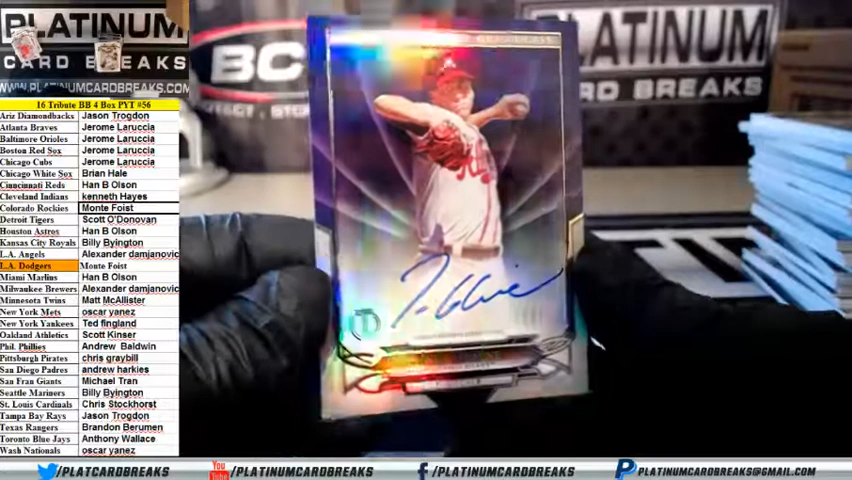 PLATINUM
CARD BREAKS
WWW.PLATINUMCARDBREAKS.COM
BC
PLATINUM
RD BREAKS
16 Tribute BB 4 Box PYT #56
Ariz Diamondbacks Jason Trogdon
Atlanta Braves Jerome Laruccia
Baltimore Orioles Jerome Laruccia
Boston Red Sox Jerome Laruccia
Chicago Cubs Jerome Laruccia
Chicago White Sox Brian Hale
Cincinnati Reds Han B Olson
Cleveland Indians kenneth Hayes
Colorado Rockies Monte Foist
Detroit Tigers Scott O'Donovan
Houston Astros Han B Olson
Kansas City Royals Billy Byington
L.A. Angels Alexander damjanovic
L.A. Dodgers Monte Foist
Miami Marlins Han B Olson
Milwaukee Brewers Alexander damjanovic
Minnesota Twins Matt McAllister
New York Mets oscar yanez
New York Yankees Ted fingland
Oakland Athletics Scott Kinser
Phil. Phillies Andrew Baldwin
Pittsburgh Pirates chris graybill
San Diego Padres andrew harkies
San Fran Giants Michael Tran
Seattle Mariners Billy Byington
St. Louis Cardinals Chris Stockhorst
Tampa Bay Rays Jason Trogdon
Texas Rangers Brandon Berumen
Toronto Blue Jays Anthony Wallace
Wash Nationals oscar yanez
/PLATCARDBREAKS
You Tube /PLATINUMCARDBREAKS
f /PLATINUMCARDBREAKS
P PLATINUMCARDBREAKS@GMAIL.COM